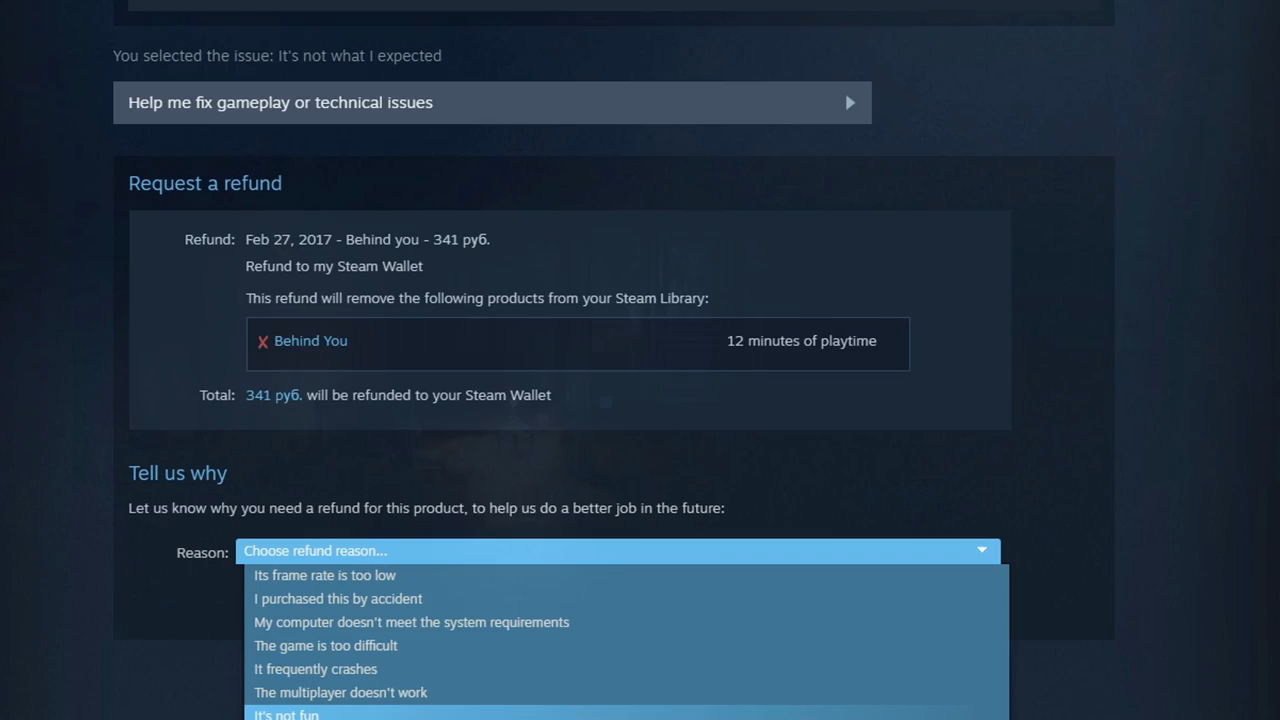 You selected the issue: It's not what I expected
Help me fix gameplay or technical issues
Request a refund
Refund: Feb 27, 2017 - Behind you - 341 руб.
Refund to my Steam Wallet
This refund will remove the following products from your Steam Library:
X Behind You 12 minutes of playtime
Total: 341 руб. will be refunded to your Steam Wallet
Tell us why
Let us know why you need a refund for this product, to help us do a better job in the future:
Reason: Choose refund reason...
Its frame rate is too low
I purchased this by accident
My computer doesn't meet the system requirements
The game is too difficult
It frequently crashes
The multiplayer doesn't work
It's not fun